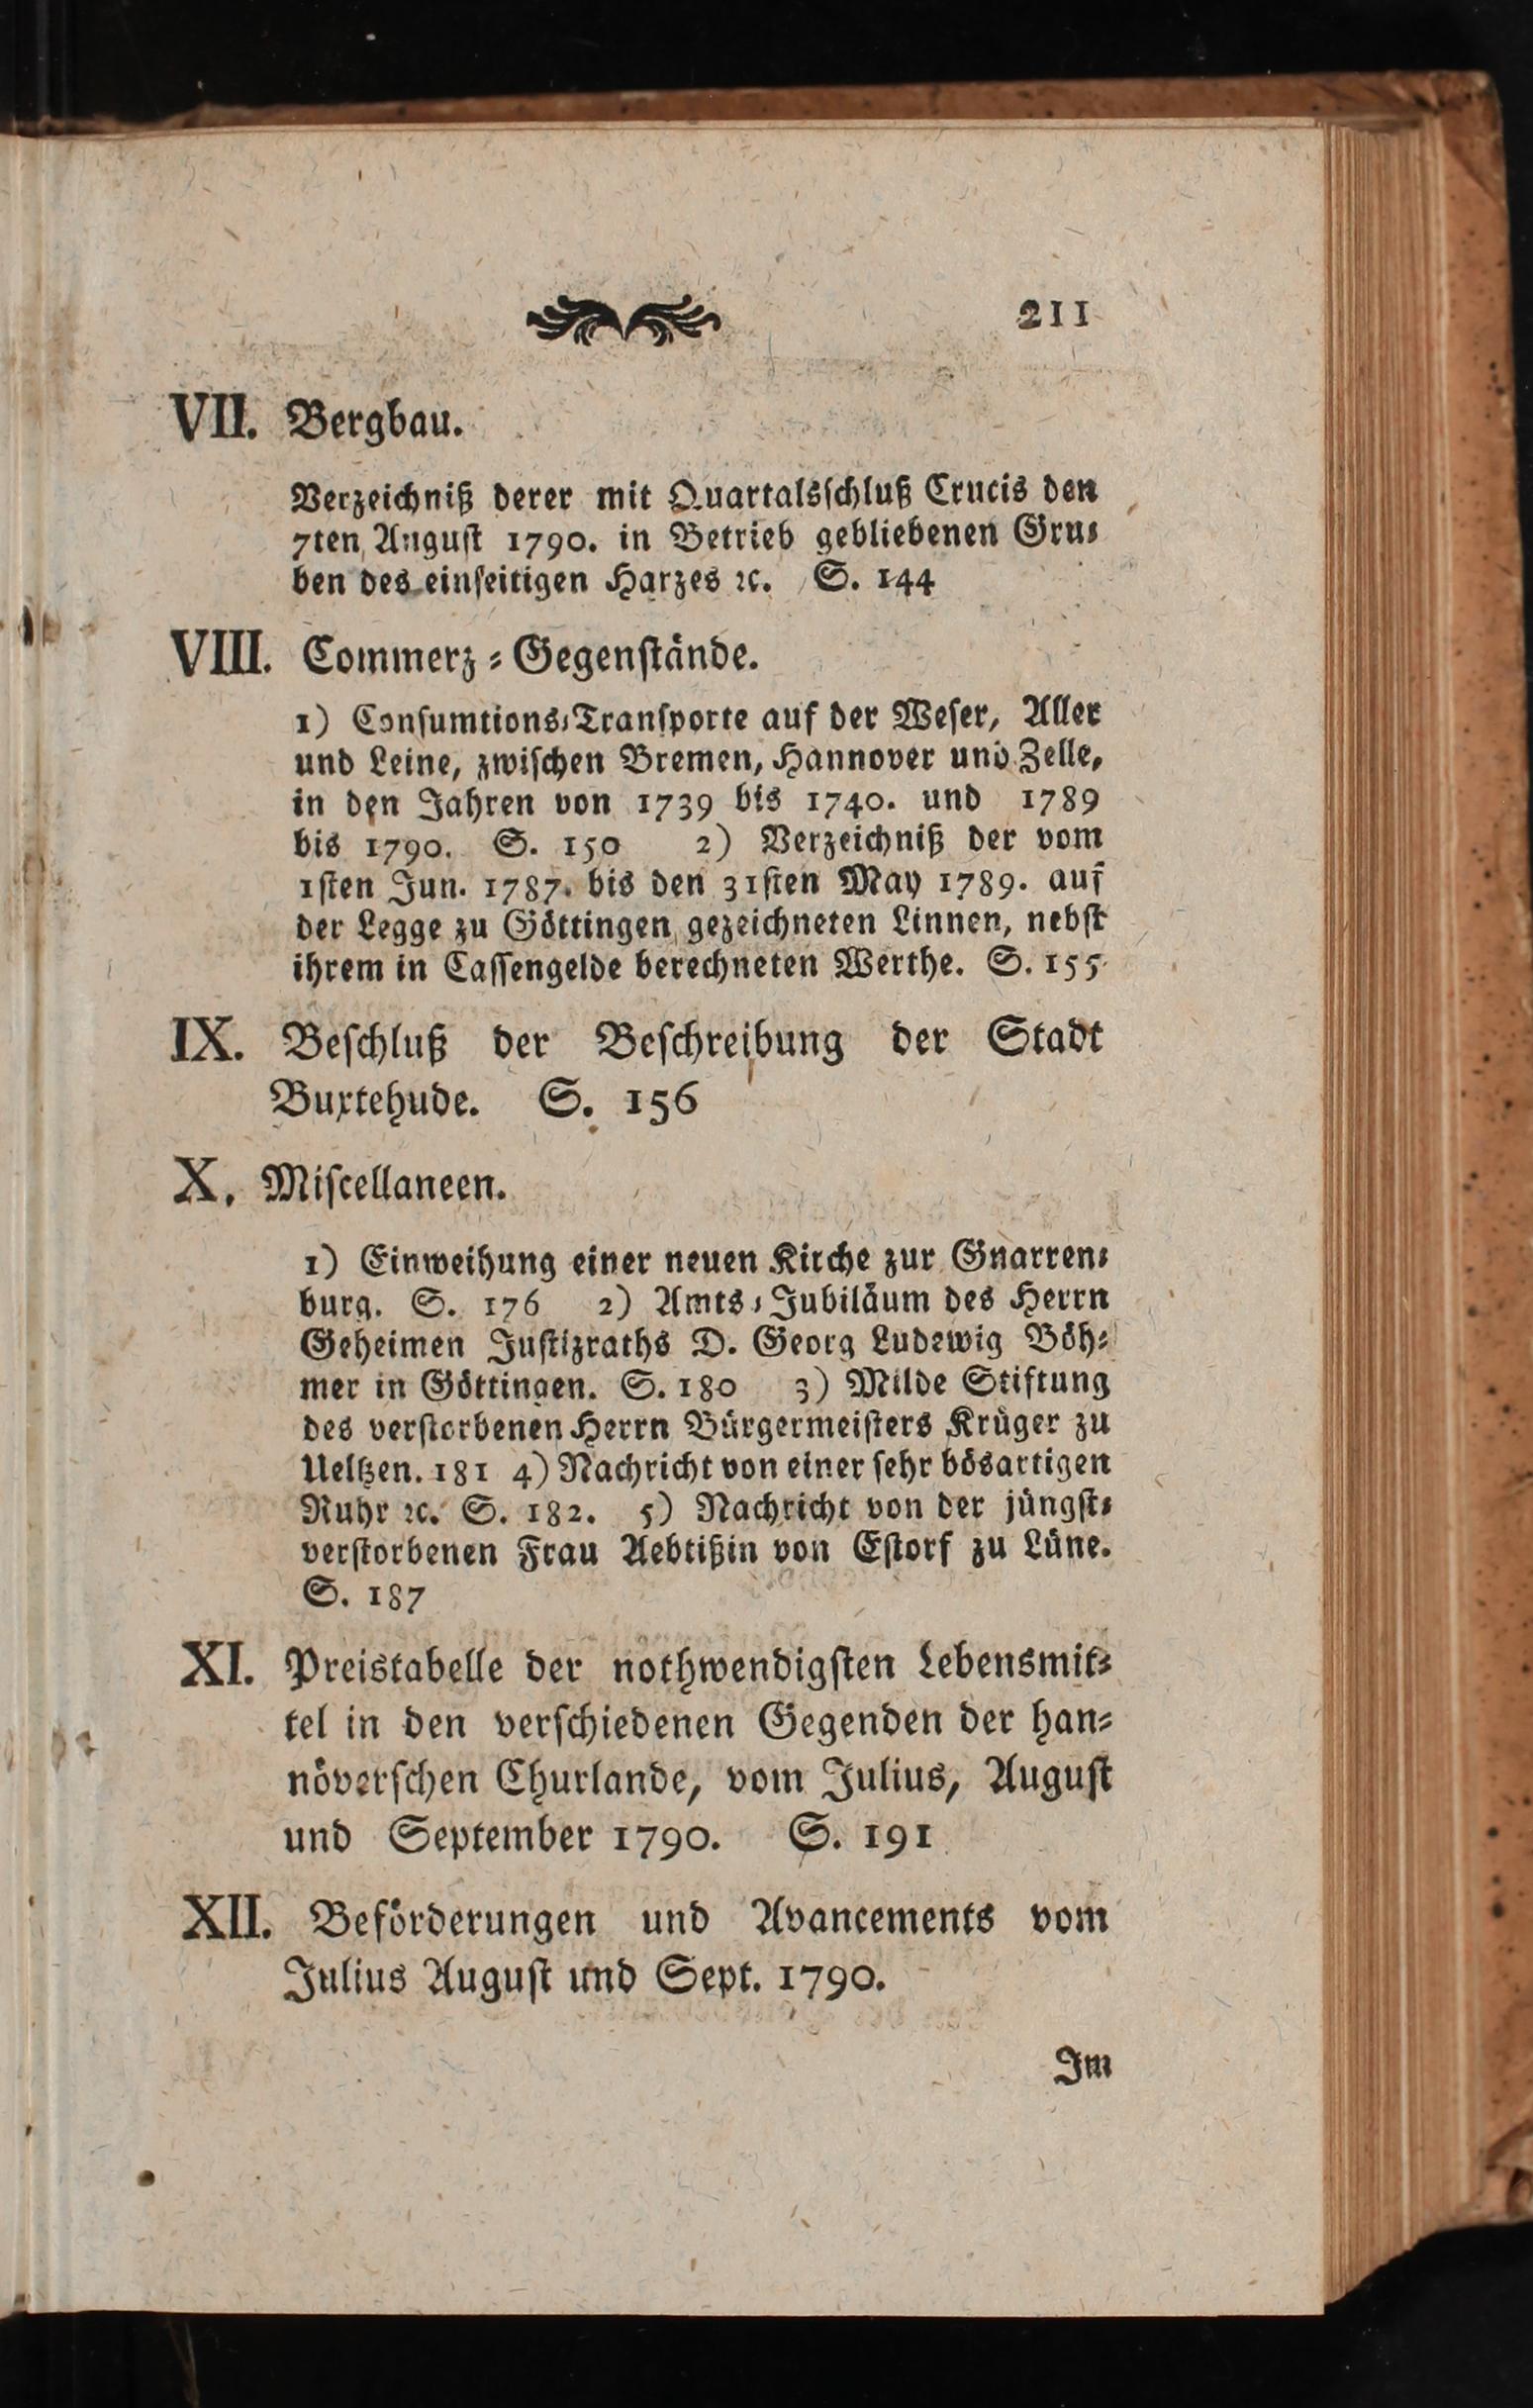 211
VII. Bergbau.
Verzeichniß derer mit Quartalsſchluß Crucis den
7ten Auguſt 1790. in Betrieb gebliebenen Gru⸗
ben des einſeitigen Harzes ꝛc. S. 144
VIII. Commerz⸗Gegenſtände.
1) Conſumtions⸗Tranſporte auf der Weſer, Aller
und Leine, zwiſchen Bremen, Hannover und Zelle,
in den Jahren von 1739 bis 1740. und 1789
bis 1790. S. 150 2) Verzeichniß der vom
1ſten Jun. 1787. bis den 31ſten May 1789. auf
der Legge zu Göttingen gezeichneten Linnen, nebſt
ihrem in Caſſengelde berechneten Werthe. S. 155
IX. Beſchluß der Beſchreibung der Stadt
Buxtehude. S. 156
X. Miſcellaneen.
1) Einweihung einer neuen Kirche zur Gnarren⸗
burg. S. 176 2) Amts⸗Jubiläum des Herrn
Geheimen Juſtizraths D. Georg Ludewig Böh⸗
mer in Göttingen. S. 180 3) Milde Stiftung
des verſtorbenen Herrn Bürgermeiſters Krüger zu
Ueltzen. 181 4) Nachricht von einer ſehr bösartigen
Ruhr ꝛc. S. 182. 5) Nachricht von der jüngſt⸗
verſtorbenen Frau Aebtißin von Eſtorf zu Lüne.
S. 187
XI. Preistabelle der nothwendigſten Lebensmit⸗
tel in den verſchiedenen Gegenden der han⸗
növerſchen Churlande, vom Julius, Auguſt
und September 1790. S. 191
XII. Beförderungen und Avancements vom
Julius Auguſt und Sept. 1790.
Im